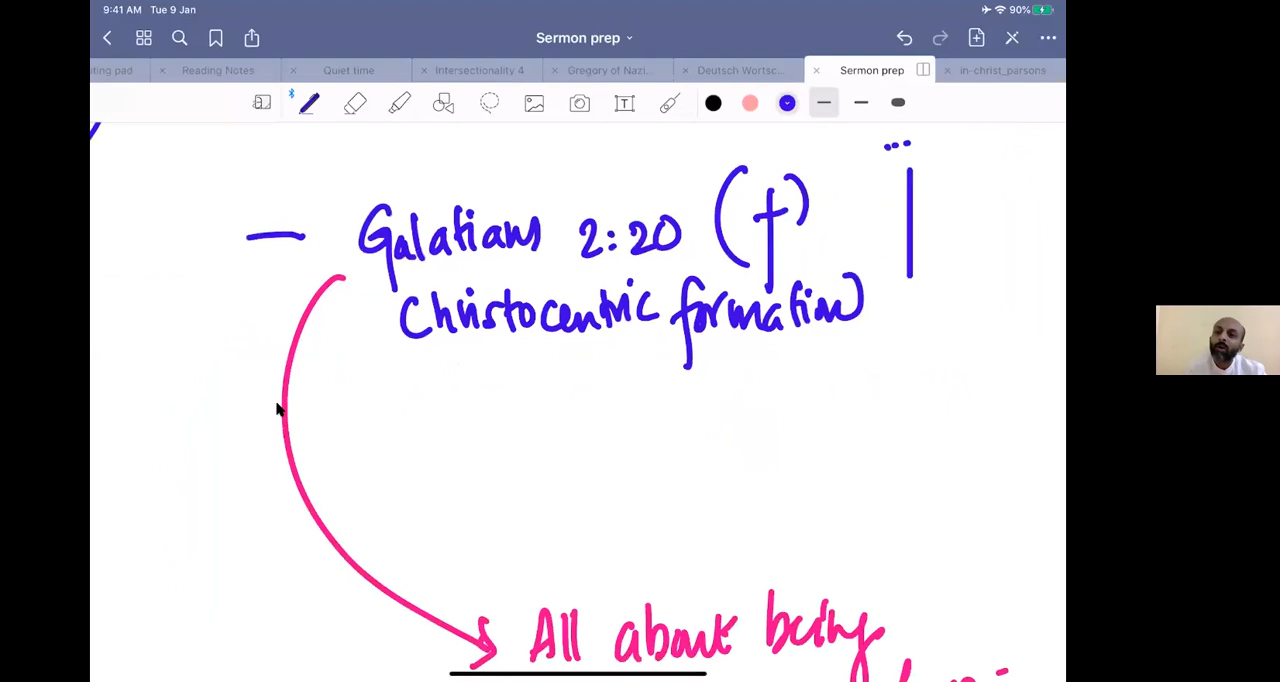 9:41 AM Tue 9 Jan
90%
Sermon prep
Reading Notes
Quiet time
Intersectionality 4
Gregory of Nazi...
Deutsch Wortsc...
Sermon prep
in-christ_parsons
T
— Galatians 2:20 (†)
Christocentric formation
All about being